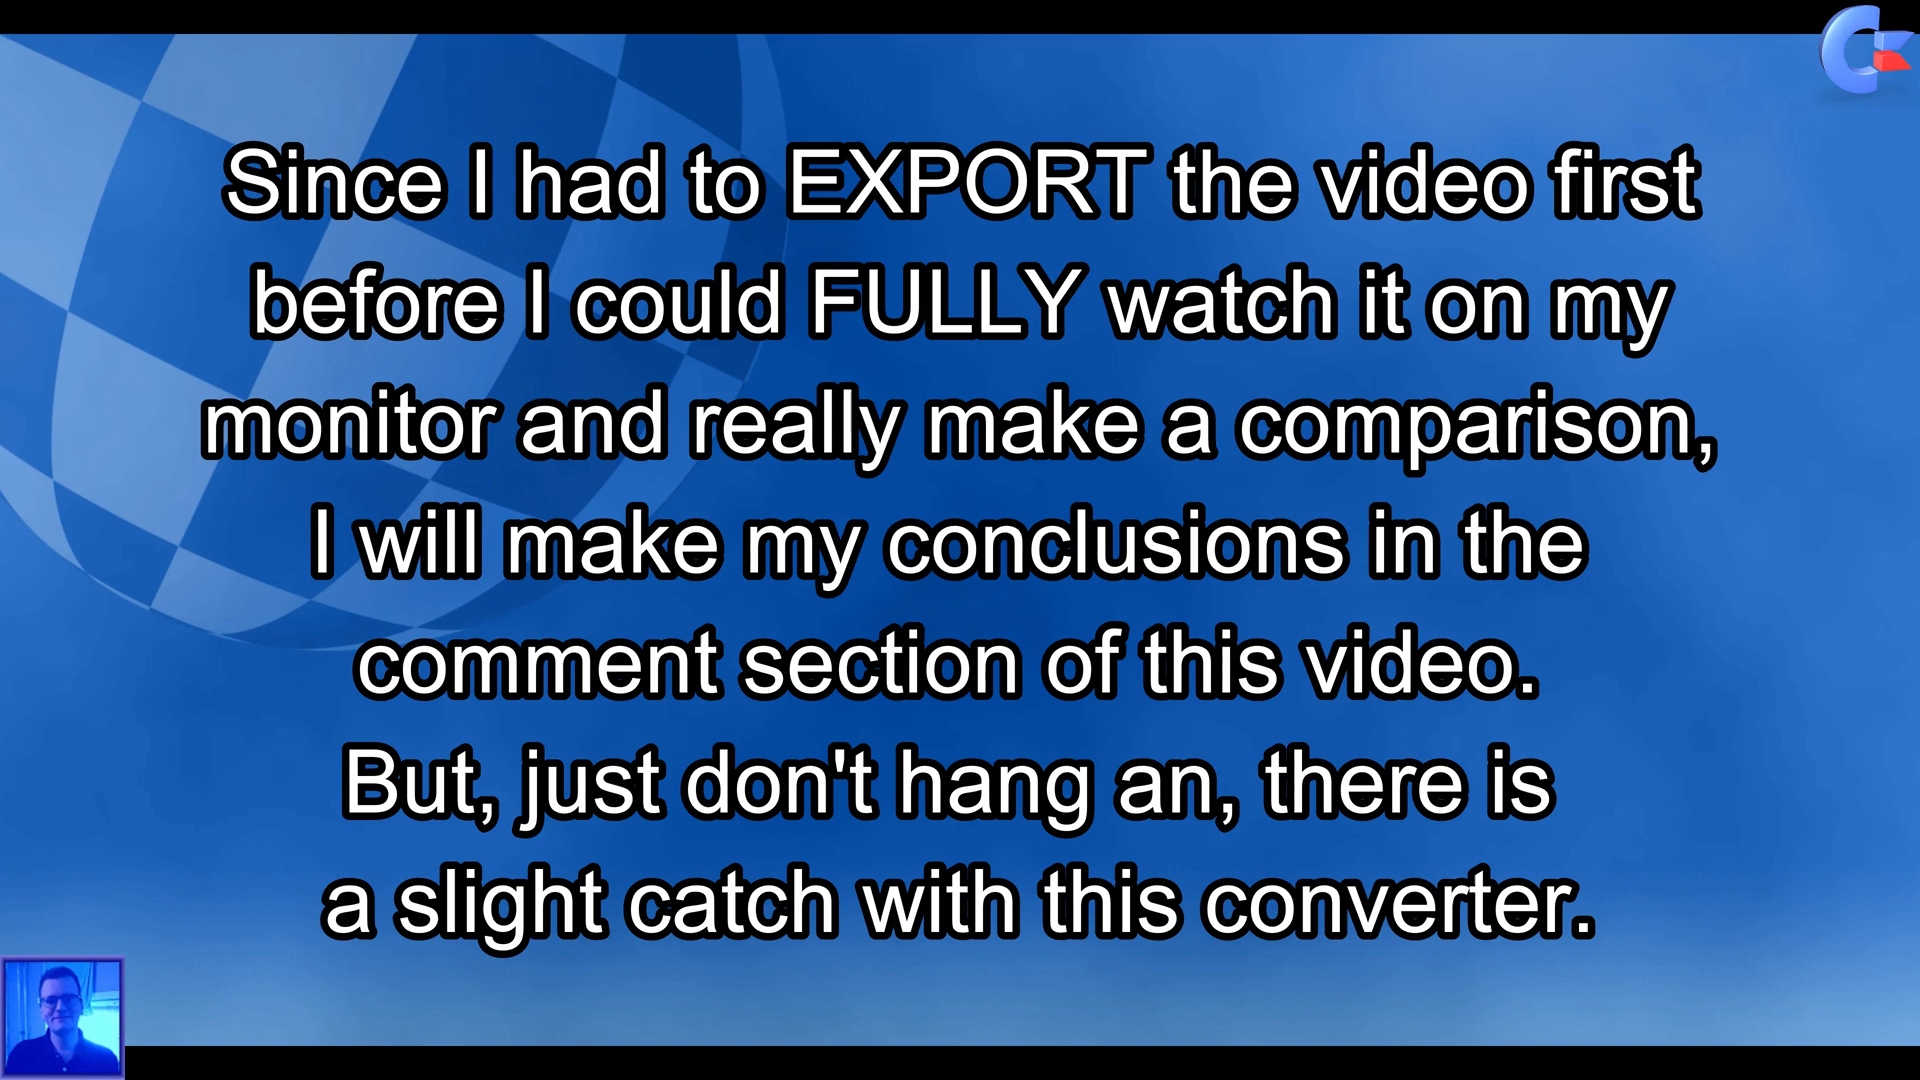 Since I had to EXPORT the video first
before I could FULLY watch it on my
monitor and really make a comparison,
I will make my conclusions in the
comment section of this video.
But, just don't hang an, there is
a slight catch with this converter.